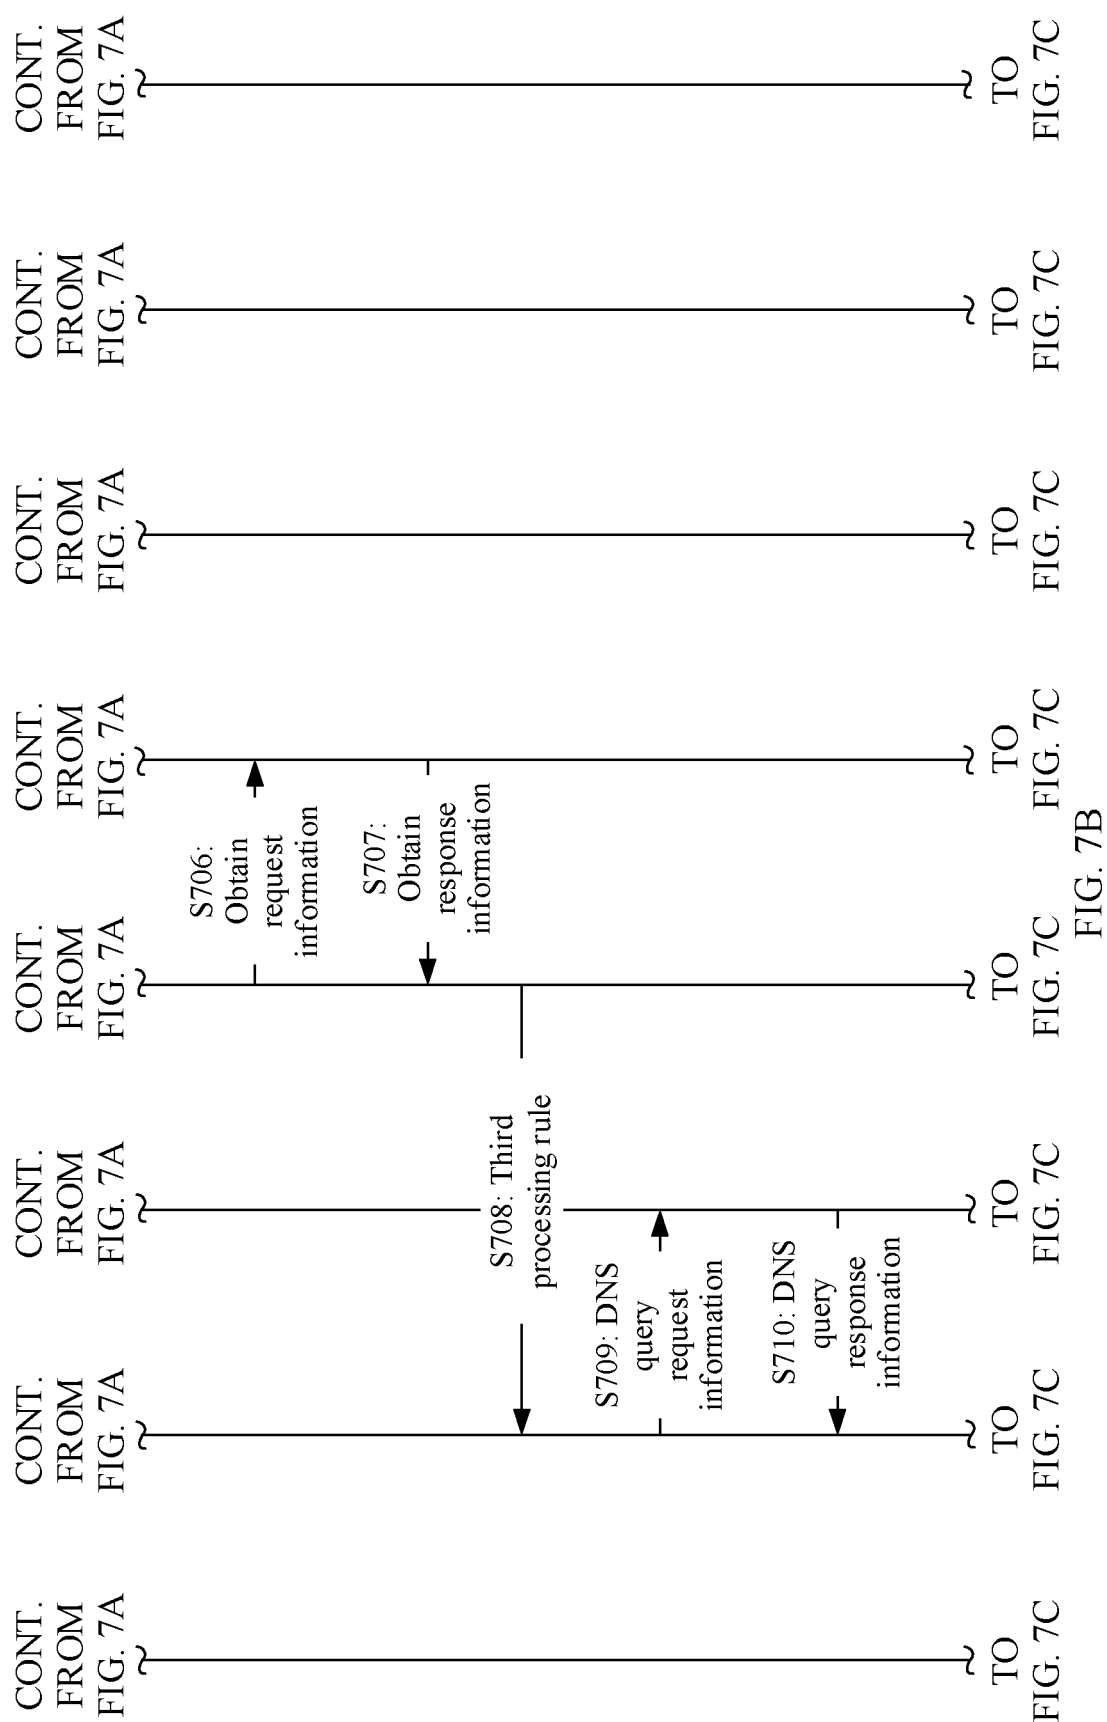 CONT.
FROM
FIG. 7A
CONT.
FROM
FIG. 7A
CONT.
FROM
FIG. 7A
CONT.
FROM
FIG. 7A
CONT.
FROM
FIG. 7A
CONT.
FROM
FIG. 7A
CONT.
FROM
FIG. 7A
CONT.
FROM
FIG. 7A
S706:
Obtain
request
information
S707:
Obtain
response
information
S708: Third
processing rule
S709: DNS
query
request
information
S710: DNS
query
response
information
TO
FIG. 7C
TO
FIG. 7C
TO
FIG. 7C
TO
FIG. 7C
TO
FIG. 7C
TO
FIG. 7C
TO
FIG. 7C
TO
FIG. 7C
FIG. 7B